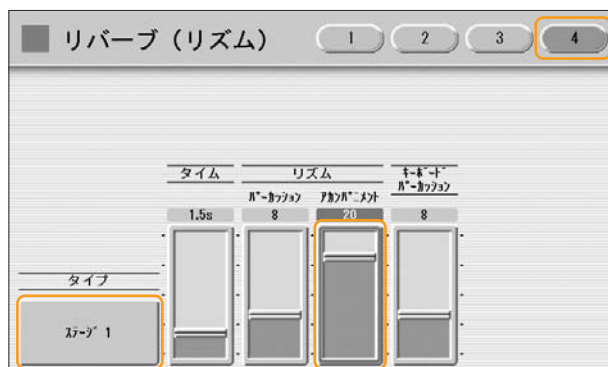 リバーブ（リズム） 1 2 3 4
タイム リズム キーボード
パーカッション
パーカッション アカンパニメント
1.5s 8 20 8
タイプ
ステージ 1